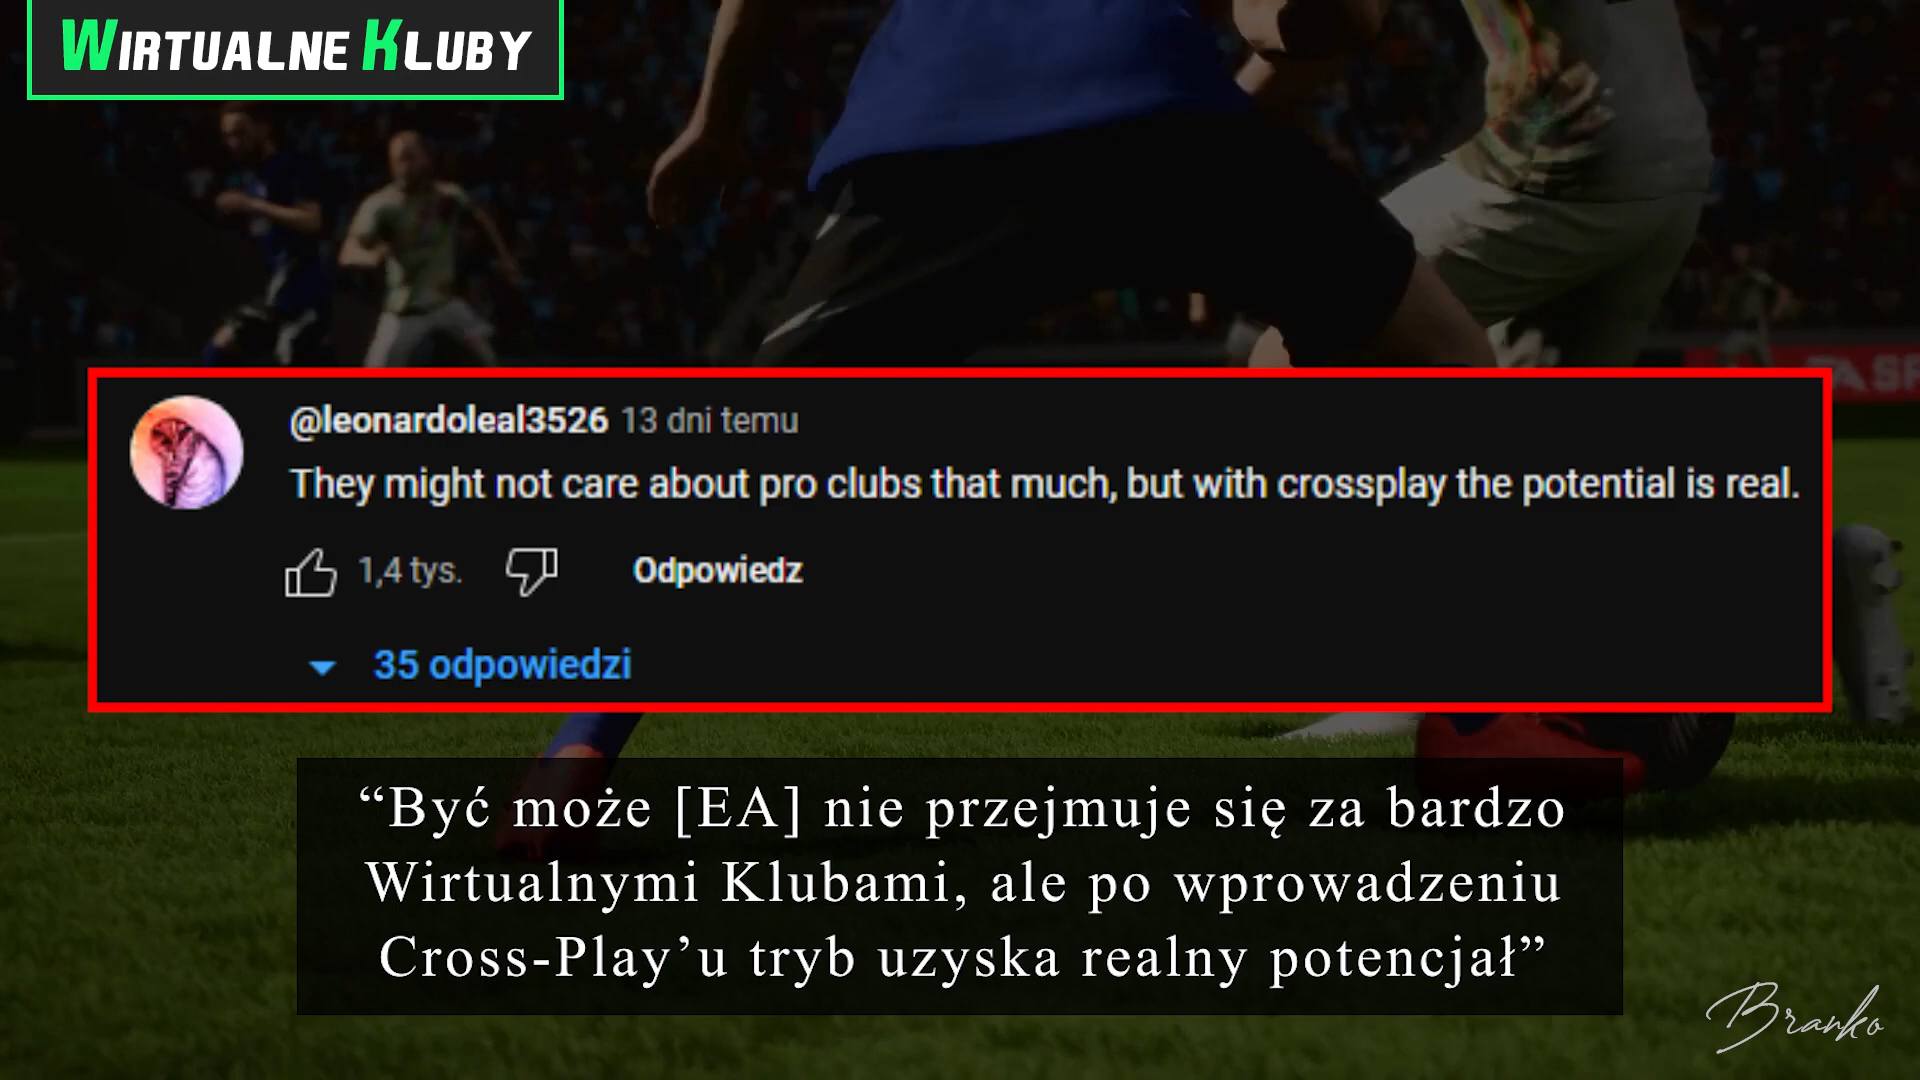 WIRTUALNE KLUBY
@leonardoleal3526 13 dni temu
They might not care about pro clubs that much, but with crossplay the potential is real.
1,4 tys. Odpowiedz
35 odpowiedzi
“Być może [EA] nie przejmuje się za bardzo
Wirtualnymi Klubami, ale po wprowadzeniu
Cross-Play’u tryb uzyska realny potencjał”
Branko